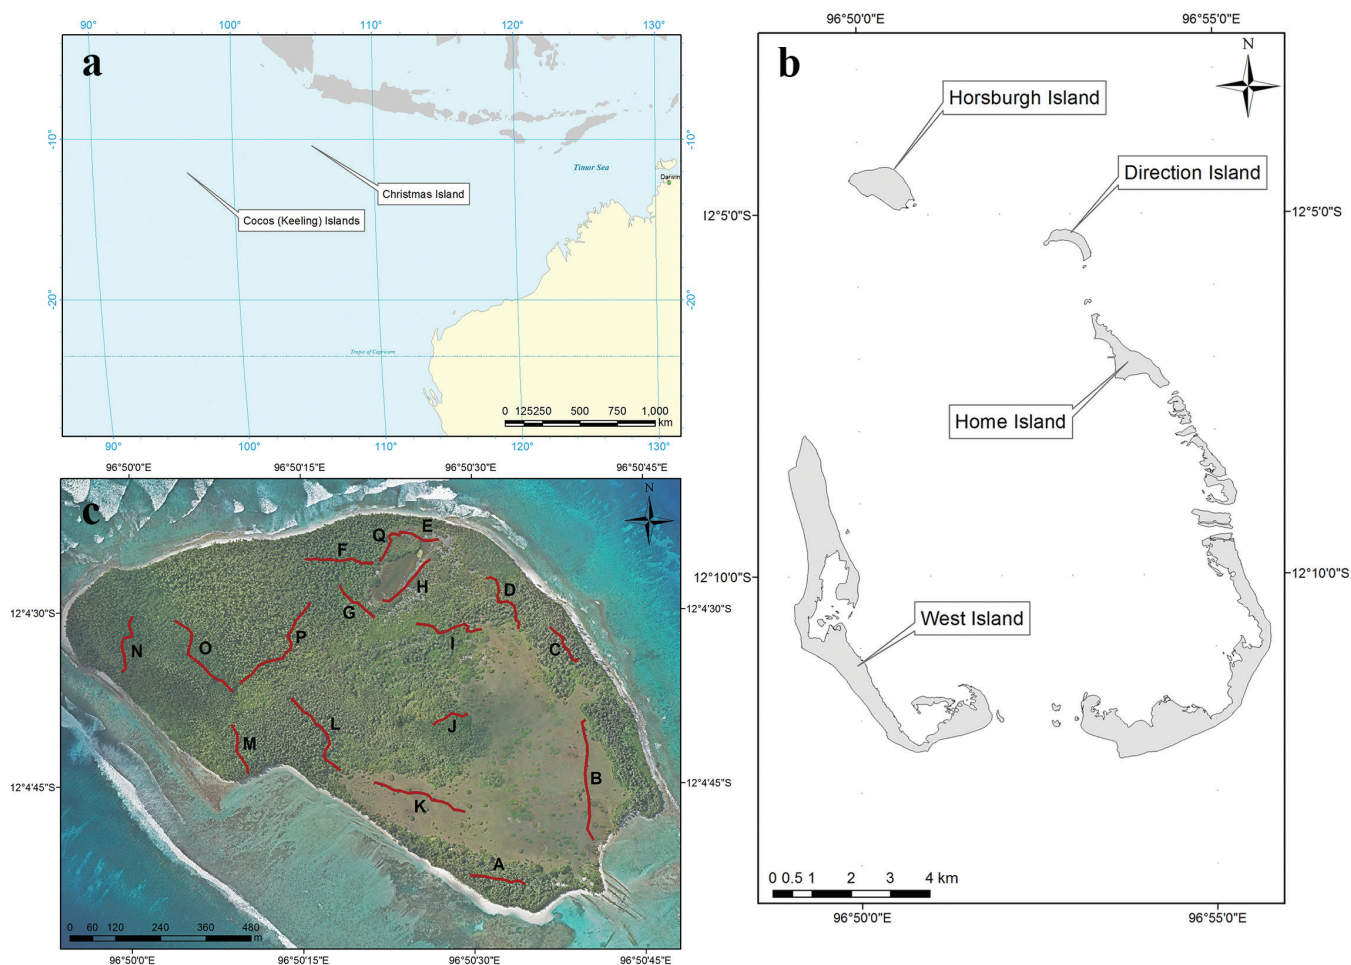 90°
100°
110°
120°
130°
a
-10°
-10°
Timor Sea
Darwin
Christmas Island
Cocos (Keeling) Islands
-20°
-20°
Tropic of Capricorn
0 125250 500 750 1,000
km
90°
100°
110°
120°
130°
96°50'0"E
96°55'0"E
b
N
Horsburgh Island
Direction Island
12°5'0"S
12°5'0"S
Home Island
12°10'0"S
12°10'0"S
West Island
0 0.5 1 2 3 4 km
96°50'0"E
96°55'0"E
96°50'0"E
96°50'15"E
96°50'30"E
96°50'45"E
c
N
Q
E
F
H
D
G
P
I
C
N
O
L
J
M
B
K
A
12°4'30"S
12°4'30"S
12°4'45"S
12°4'45"S
0 60 120 240 360 480
m
96°50'0"E
96°50'15"E
96°50'30"E
96°50'45"E